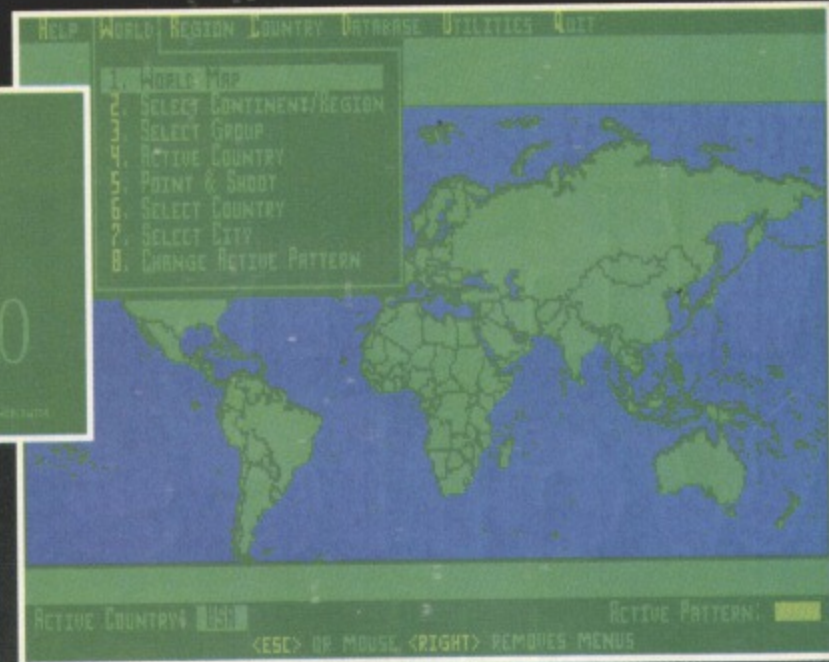 HELP WORLD REGION COUNTRY DATABASE UTILITIES QUIT
1. WORLD MAP
2. SELECT CONTINENT/REGION
3. SELECT GROUP
4. ACTIVE COUNTRY
5. POINT & SHOOT
6. SELECT COUNTRY
7. SELECT CITY
8. CHANGE ACTIVE PATTERN
0
ACTIVE COUNTRY: USA ACTIVE PATTERN:
<ESC> OR MOUSE <RIGHT> REMOVES MENUS